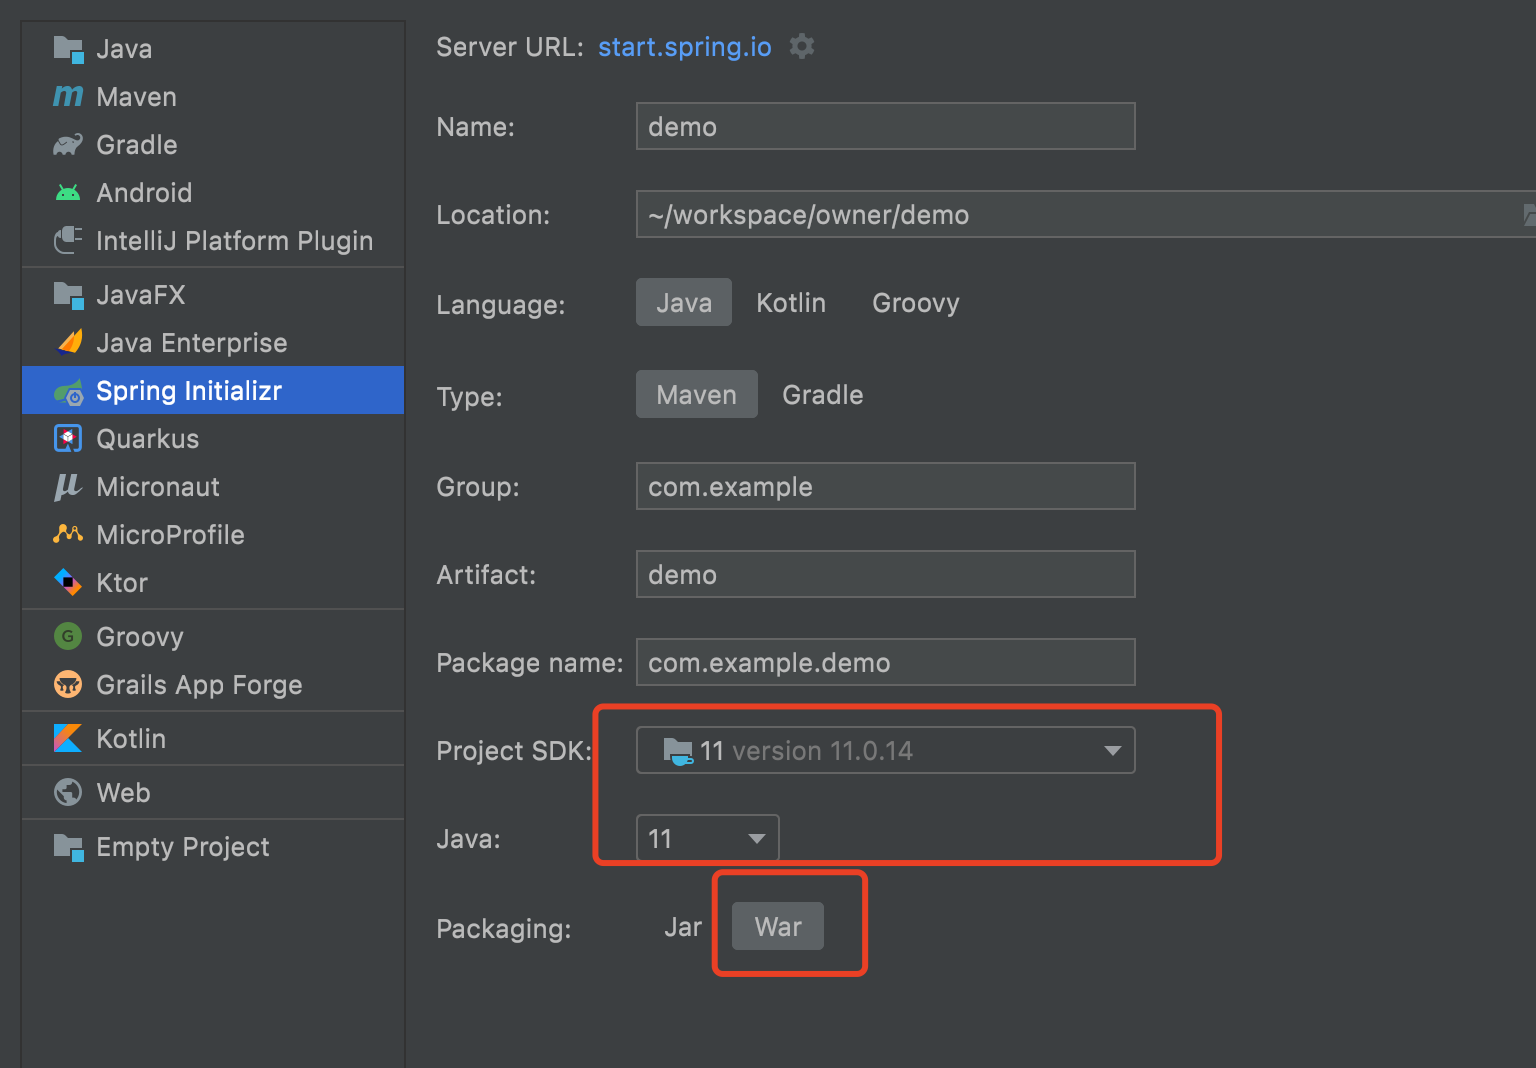 Java
Maven
Gradle
Android
IntelliJ Platform Plugin
JavaFX
Java Enterprise
Spring Initializr
Quarkus
Micronaut
MicroProfile
Ktor
Groovy
Grails App Forge
Kotlin
Web
Empty Project
Server URL: start.spring.io
Name: demo
Location: ~/workspace/owner/demo
Language: Java Kotlin Groovy
Type: Maven Gradle
Group: com.example
Artifact: demo
Package name: com.example.demo
Project SDK: 11 version 11.0.14
Java: 11
Packaging: Jar War